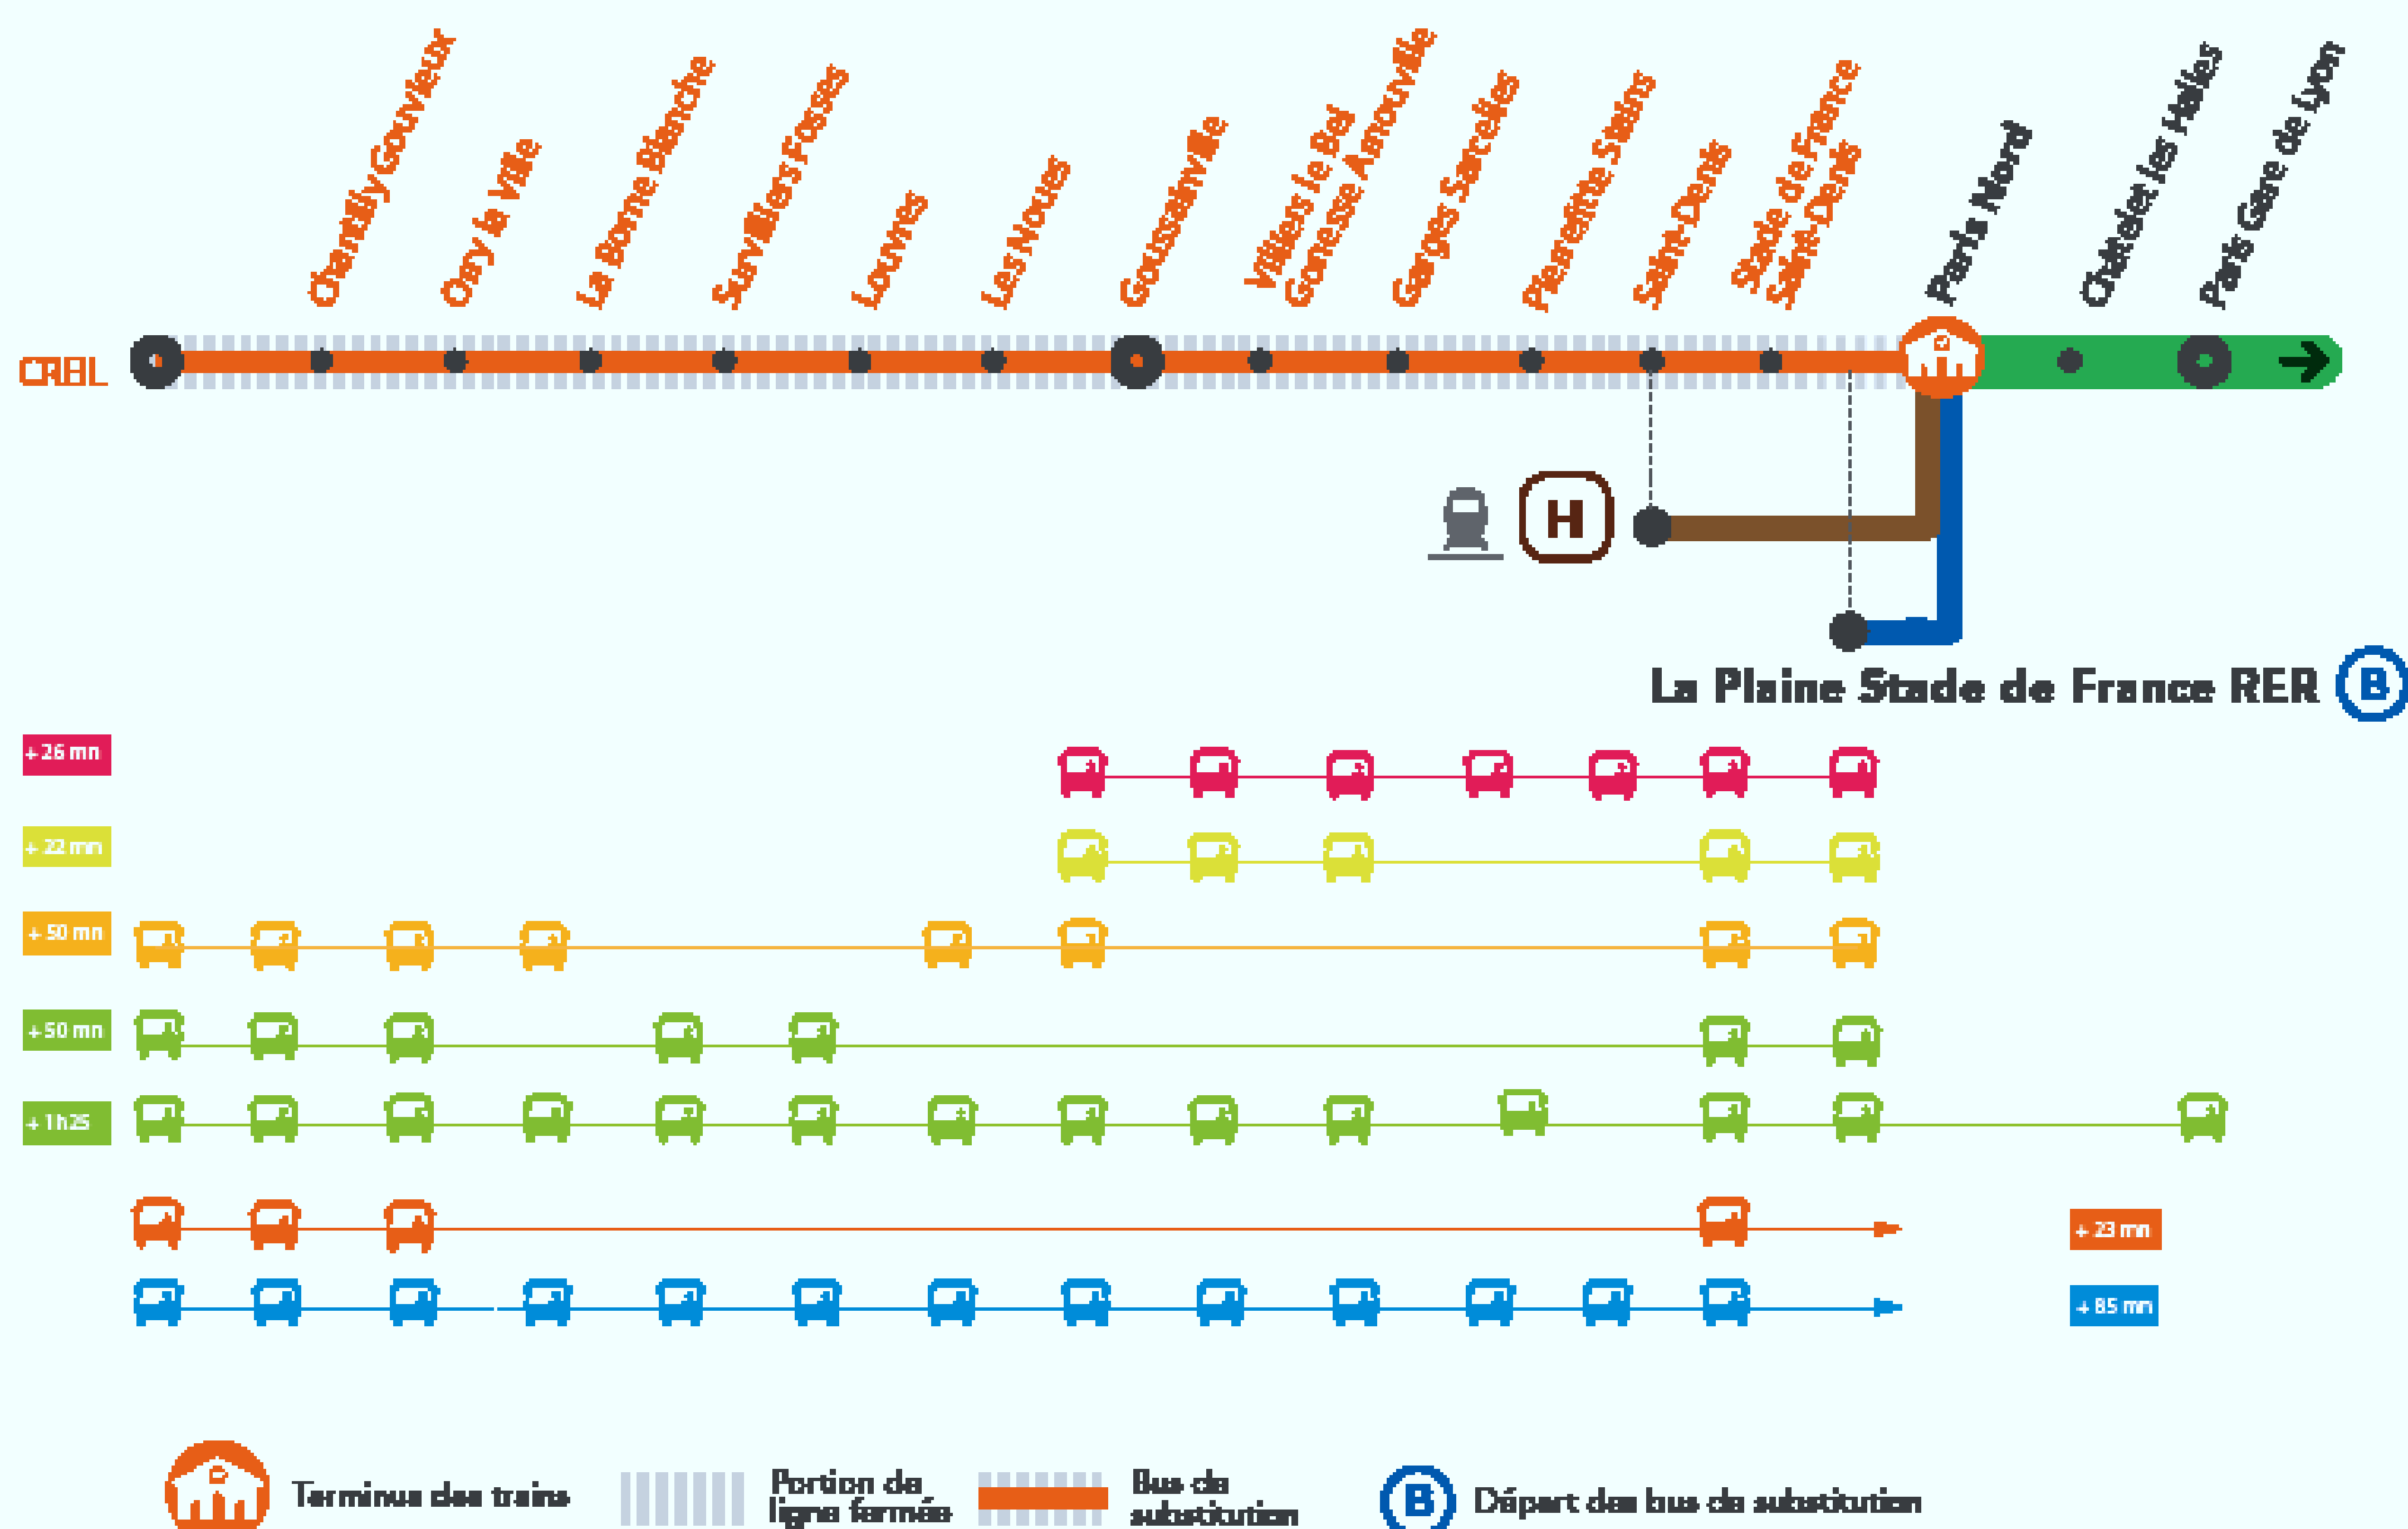 Chantilly Gouvieux
Orry la Ville
La Borne Blanche
Survilliers Fosses
Louvres
Les Noues
Goussainville
Villiers le Bel
Gonesse Arnouville
Garges Sarcelles
Pierrefitte Stains
Saint-Denis
Stade de France
Saint-Denis
Paris Nord
Châtelet les Halles
Paris Gare de Lyon
H
La Plaine Stade de France RER B
+ 26 mn
+ 22 mn
+ 50 mn
+ 50 mn
+ 1h25
+ 23 mn
+ 85 mn
Terminus des trains
Portion de
ligne fermée
Bus de
substitution
B
Départ des bus de substitution